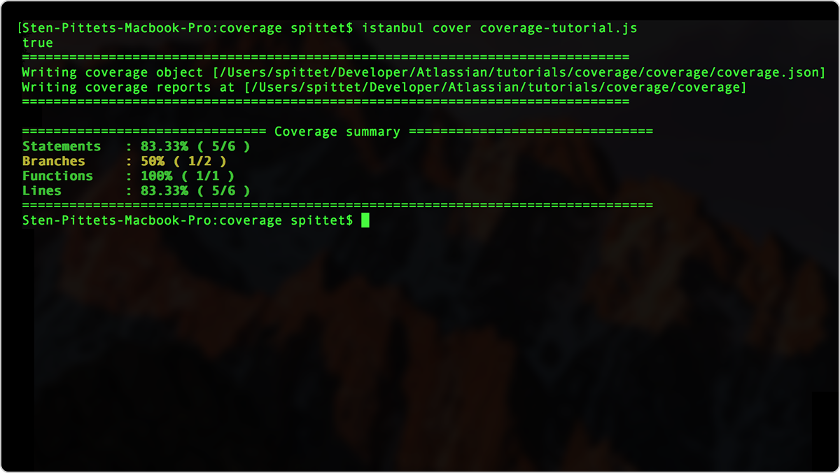 [Sten-Pittets-Macbook-Pro:coverage spittet$ istanbul cover coverage-tutorial.js
true
=============================================================================
Writing coverage object [/Users/spittet/Developer/Atlassian/tutorials/coverage/coverage/coverage.json]
Writing coverage reports at [/Users/spittet/Developer/Atlassian/tutorials/coverage/coverage]
=============================================================================
=============================== Coverage summary ===============================
Statements   : 83.33% ( 5/6 )
Branches     : 50% ( 1/2 )
Functions    : 100% ( 1/1 )
Lines        : 83.33% ( 5/6 )
================================================================================
Sten-Pittets-Macbook-Pro:coverage spittet$